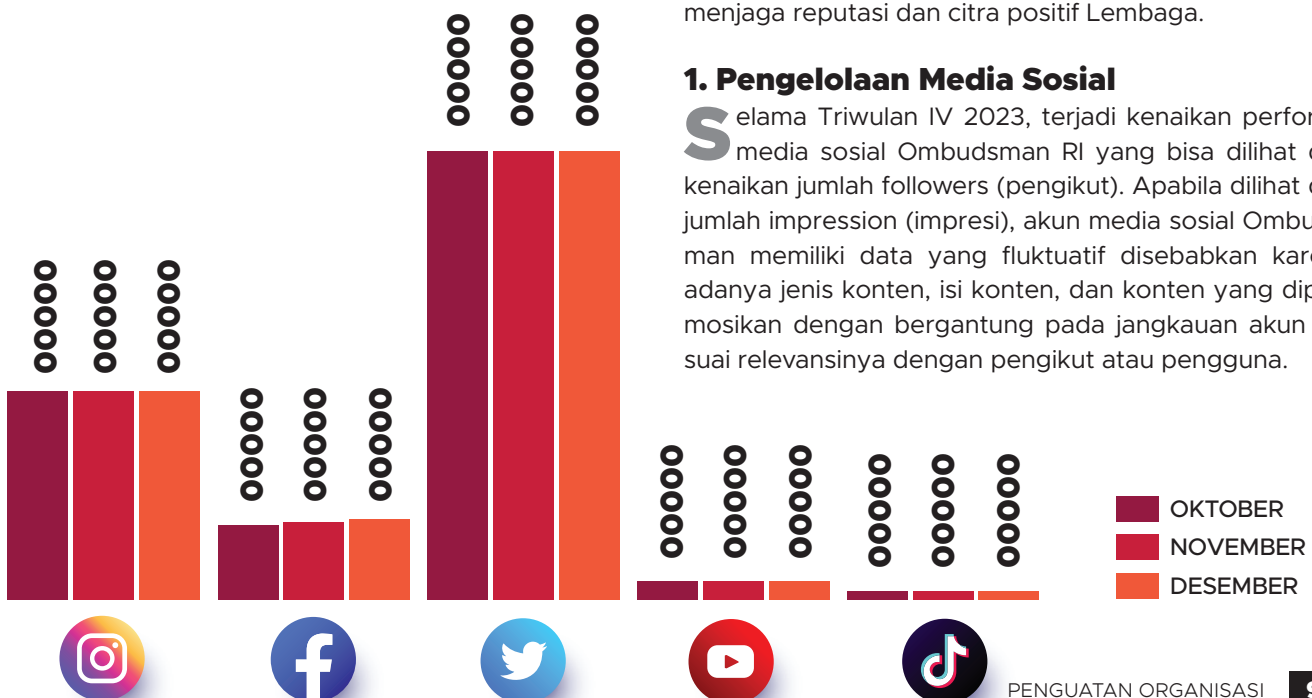 menjaga reputasi dan citra positif Lembaga.
1. Pengelolaan Media Sosial
Selama Triwulan IV 2023, terjadi kenaikan
media sosial Ombudsman RI yang bisa dilihat
kenaikan jumlah followers (pengikut). Apabila dilihat
jumlah impression (impresi), akun media sosial
man memiliki data yang fluktuatif disebabkan
adanya jenis konten, isi konten, dan konten yang
mosikan dengan bergantung pada jangkauan akun
suai relevansinya dengan pengikut atau pengguna.
00000 00000 00000
00000 00000 00000
00000 00000 00000
00000 00000 00000
00000 00000 00000
OKTOBER
NOVEMBER
DESEMBER
PENGUATAN ORGANISASI